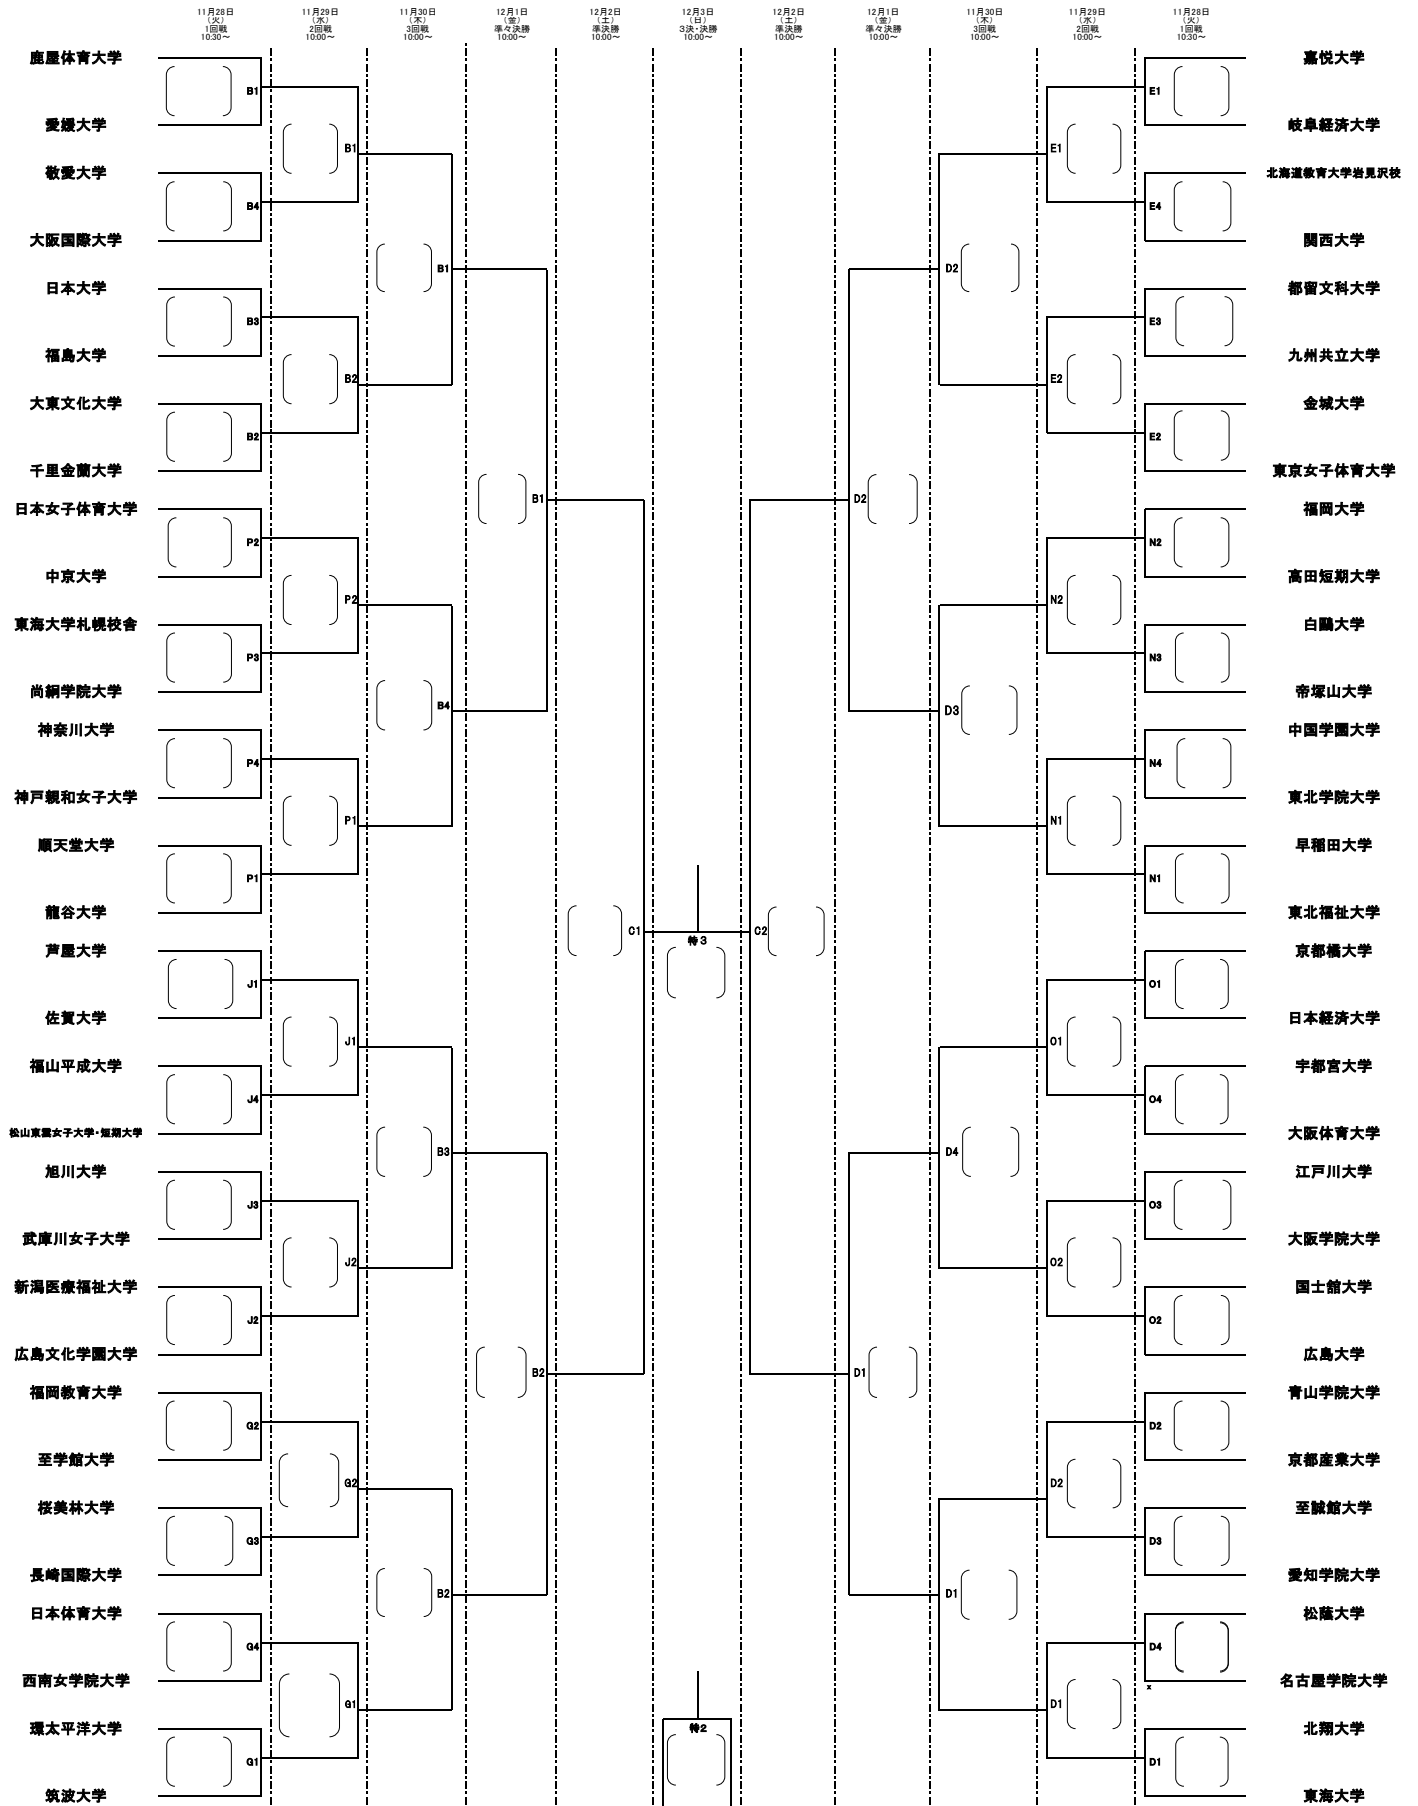 11月28日 11月29日 11月30日 12月1日 12月2日 12月3日 12月2日 12月1日 11月30日 11月29日 11月28日
(火) (水) (木) (金) (土) (日) (土) (金) (木) (水) (火)
1回戦 2回戦 3回戦 準々決勝 準決勝 3決・決勝 準決勝 準々決勝 3回戦 2回戦 1回戦
10:30～ 10:00～ 10:00～ 10:00～ 10:00～ 10:00～ 10:00～ 10:00～ 10:00～ 10:00～ 10:30～
鹿屋体育大学 嘉悦大学
B1 E1
愛媛大学 岐阜経済大学
B1 E1
敬愛大学 北海道教育大学岩見沢校
B4 E4
大阪国際大学 関西大学
B1 D2
日本大学 都留文科大学
B3 E3
福島大学 九州共立大学
B2 E2
大東文化大学 金城大学
B2 E2
千里金蘭大学 東京女子体育大学
B1 D2
日本女子体育大学 福岡大学
P2 N2
中京大学 高田短期大学
P2 N2
東海大学札幌校舎 白鷗大学
P3 N3
尚絅学院大学 帝塚山大学
B4 D3
神奈川大学 中国学園大学
P4 N4
神戸親和女子大学 東北学院大学
P1 N1
順天堂大学 早稲田大学
P1 N1
龍谷大学 東北福祉大学
C1 特3 C2
芦屋大学 京都橘大学
J1 O1
佐賀大学 日本経済大学
J1 O1
福山平成大学 宇都宮大学
J4 O4
松山東雲女子大学・短期大学 大阪体育大学
B3 D4
旭川大学 江戸川大学
J3 O3
武庫川女子大学 大阪学院大学
J2 O2
新潟医療福祉大学 国士舘大学
J2 O2
広島文化学園大学 広島大学
B2 D1
福岡教育大学 青山学院大学
G2 D2
至学館大学 京都産業大学
G2 D2
桜美林大学 至誠館大学
G3 D3
長崎国際大学 愛知学院大学
B2 D1
日本体育大学 松蔭大学
G4 D4
西南女学院大学 名古屋学院大学
x
G1 D1
環太平洋大学 特2 北翔大学
G1 D1
筑波大学 東海大学